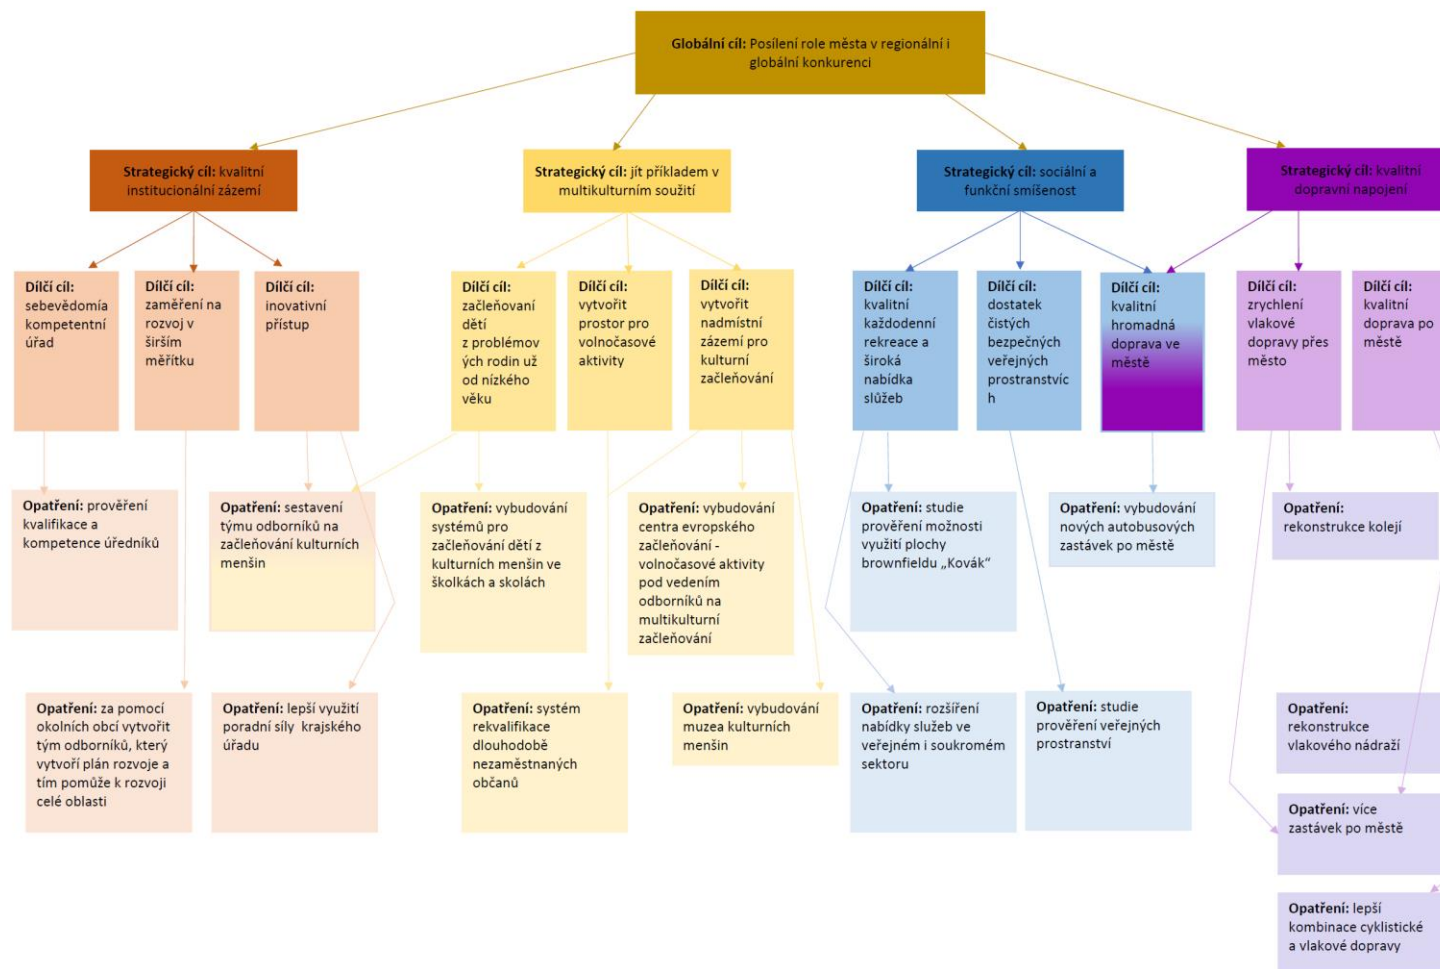 Globální cíl: Posílení role města v regionální i
globální konkurenci
Strategický cíl: kvalitní
institucionální zázemí
Strategický cíl: jít příkladem v
multikulturním soužití
Strategický cíl: sociální a
funkční smíšenost
Strategický cíl: kvalitní
dopravní napojení
Dílčí cíl:
sebevědomía
kompetentní
úřad
Dílčí cíl:
zaměření na
rozvoj v
širším
měřítku
Dílčí cíl:
inovativní
přístup
Dílčí cíl:
začleňovaní
dětí
z problémov
ých rodin už
od nízkého
věku
Dílčí cíl:
vytvořit
prostor pro
volnočasové
aktivity
Dílčí cíl:
vytvořit
nadmístní
zázemí pro
kulturní
začleňování
Dílčí cíl:
kvalitní
každodenní
rekreace a
široká
nabídka
slůžeb
Dílčí cíl:
dostatek
čistých
bezpečných
veřejných
prostranstvíc
h
Dílčí cíl:
kvalitní
hromadná
doprava ve
městě
Dílčí cíl:
zrychlení
vlakové
dopravy přes
město
Dílčí cíl:
kvalitní
doprava po
městě
Opatření: prověření
kvalifikace a
kompetence úředníků
Opatření: sestavení
týmu odborníků na
začleňování kulturních
menšin
Opatření: vybudování
systémů pro
začleňování dětí z
kulturních menšin ve
školkách a skolách
Opatření: vybudování
centra evropského
začleňování -
volnočasové aktivity
pod vedením
odborníků na
multikulturní
začleňování
Opatření: studie
prověření možnosti
využití plochy
brownfieldu „Kovák“
Opatření: vybudování
nových autobusových
zastávek po městě
Opatření:
rekonstrukce kolejí
Opatření: za pomocí
okolních obcí vytvořit
tým odborníků, který
vytvoří plán rozvoje a
tím pomůže k rozvoji
celé oblasti
Opatření: lepší využití
poradní síly krajského
úřadu
Opatření: systém
rekvalifikace
dlouhodobě
nezaměstnaných
občanů
Opatření: vybudování
muzea kulturních
menšin
Opatření: rozšíření
nabídky služeb ve
veřejném i soukromém
sektoru
Opatření: studie
prověření veřejných
prostranství
Opatření:
rekonstrukce
vlakového nádraží
Opatření: více
zastávek po městě
Opatření: lepší
kombinace cyklistické
a vlakové dopravy